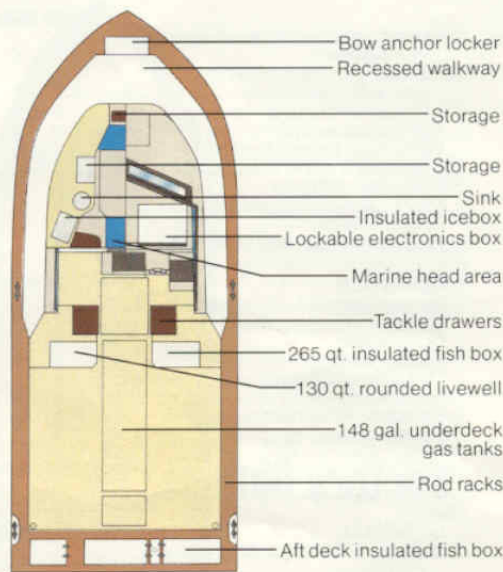 Bow anchor locker
Recessed walkway
Storage
Storage
Sink
Insulated icebox
Lockable electronics box
Marine head area
Tackle drawers
265 qt. insulated fish box
130 qt. rounded livewell
148 gal. underdeck
gas tanks
Rod racks
Aft deck insulated fish box